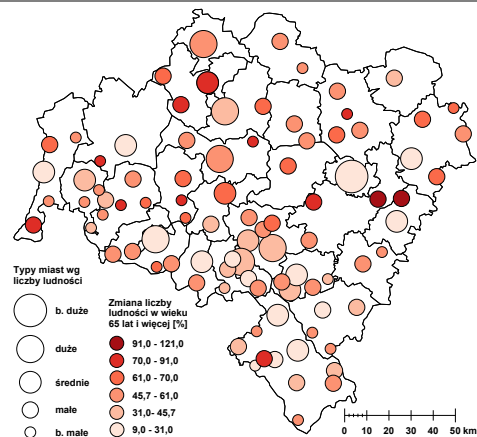 Typy miast wg
liczby ludności
b. duże
duże
średnie
małe
b. małe
Zmiana liczby
ludności w wieku
65 lat i więcej [%]
91,0 - 121,0
70,0 - 91,0
61,0 - 70,0
45,7 - 61,0
31,0- 45,7
9,0 - 31,0
0 10 20 30 40 50 km